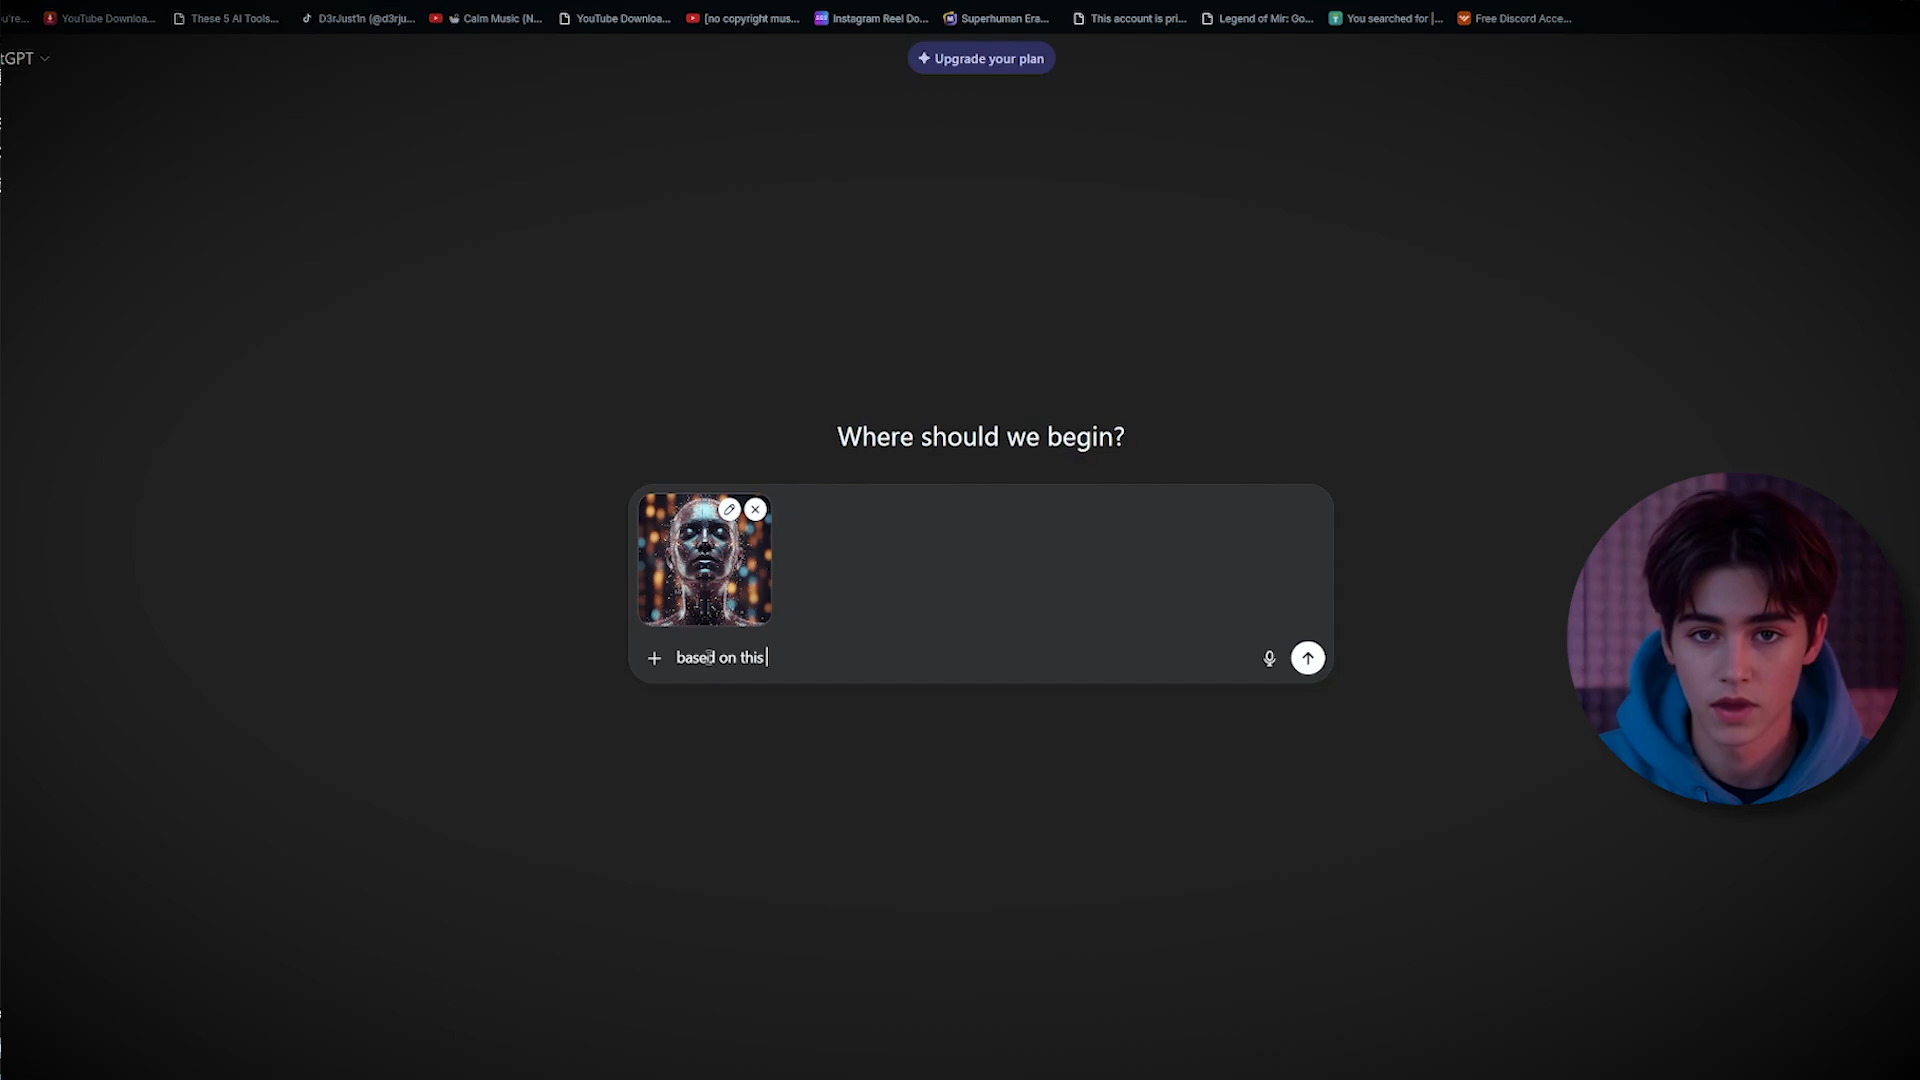 u're...
YouTube Downloa...
These 5 AI Tools...
D3rJust1n (@d3rju...
Calm Music (N...
YouTube Downloa...
[no copyright mus...
Instagram Reel Do...
Superhuman Era...
This account is pri...
Legend of Mir: Go...
You searched for |...
Free Discord Acce...
tGPT
Upgrade your plan
Where should we begin?
based on this